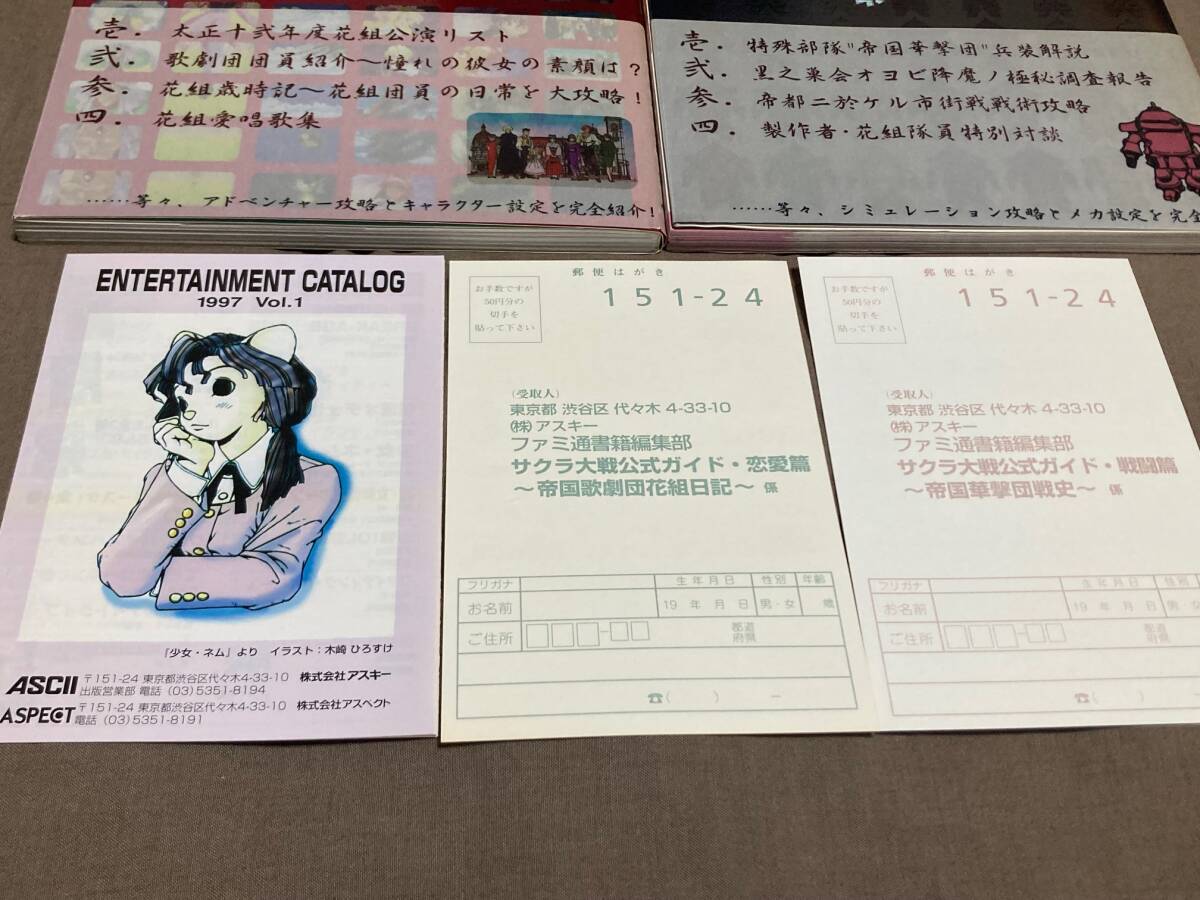 壱．太正十弐年度花組公演リスト
弐．歌劇団団員紹介～憧れの彼女の素顔は？
参．花組歳時記～花組団員の日常を大攻略！
四．花組愛唱歌集
……等々、アドベンチャー攻略とキャラクター設定を完全紹介！
壱．特殊部隊"帝国華撃団"兵装解説
弐．黒之巣会オヨビ降魔ノ極秘調査報告
参．帝都ニ於ケル市街戦戦術攻略
四．製作者・花組隊員特別対談
……等々、シミュレーション攻略とメカ設定を完全
ENTERTAINMENT CATALOG
1997 Vol.1
「少女・ネム」より イラスト：木崎 ひろすけ
ASCII 〒151-24 東京都渋谷区代々木4-33-10 株式会社アスキー
出版営業部 電話 (03)5351-8194
ASPECT 〒151-24 東京都渋谷区代々木4-33-10 株式会社アスペクト
電話 (03)5351-8191
郵便はがき
お手数ですが
50円分の
切手を
貼って下さい
151-24
（受取人）
東京都 渋谷区 代々木 4-33-10
㈱ アスキー
ファミ通書籍編集部
サクラ大戦公式ガイド・恋愛篇
～帝国歌劇団花組日記～ 係
フリガナ 生年月日 性別 年齢
お名前 19 年 月 日 男・女 歳
ご住所 都道府県
☎( ) －
郵便はがき
お手数ですが
50円分の
切手を
貼って下さい
151-24
（受取人）
東京都 渋谷区 代々木 4-33-10
㈱ アスキー
ファミ通書籍編集部
サクラ大戦公式ガイド・戦闘篇
～帝国華撃団戦史～ 係
フリガナ 生年月日 性別
お名前 19 年 月 日 男
ご住所 都道府県
☎( ) －